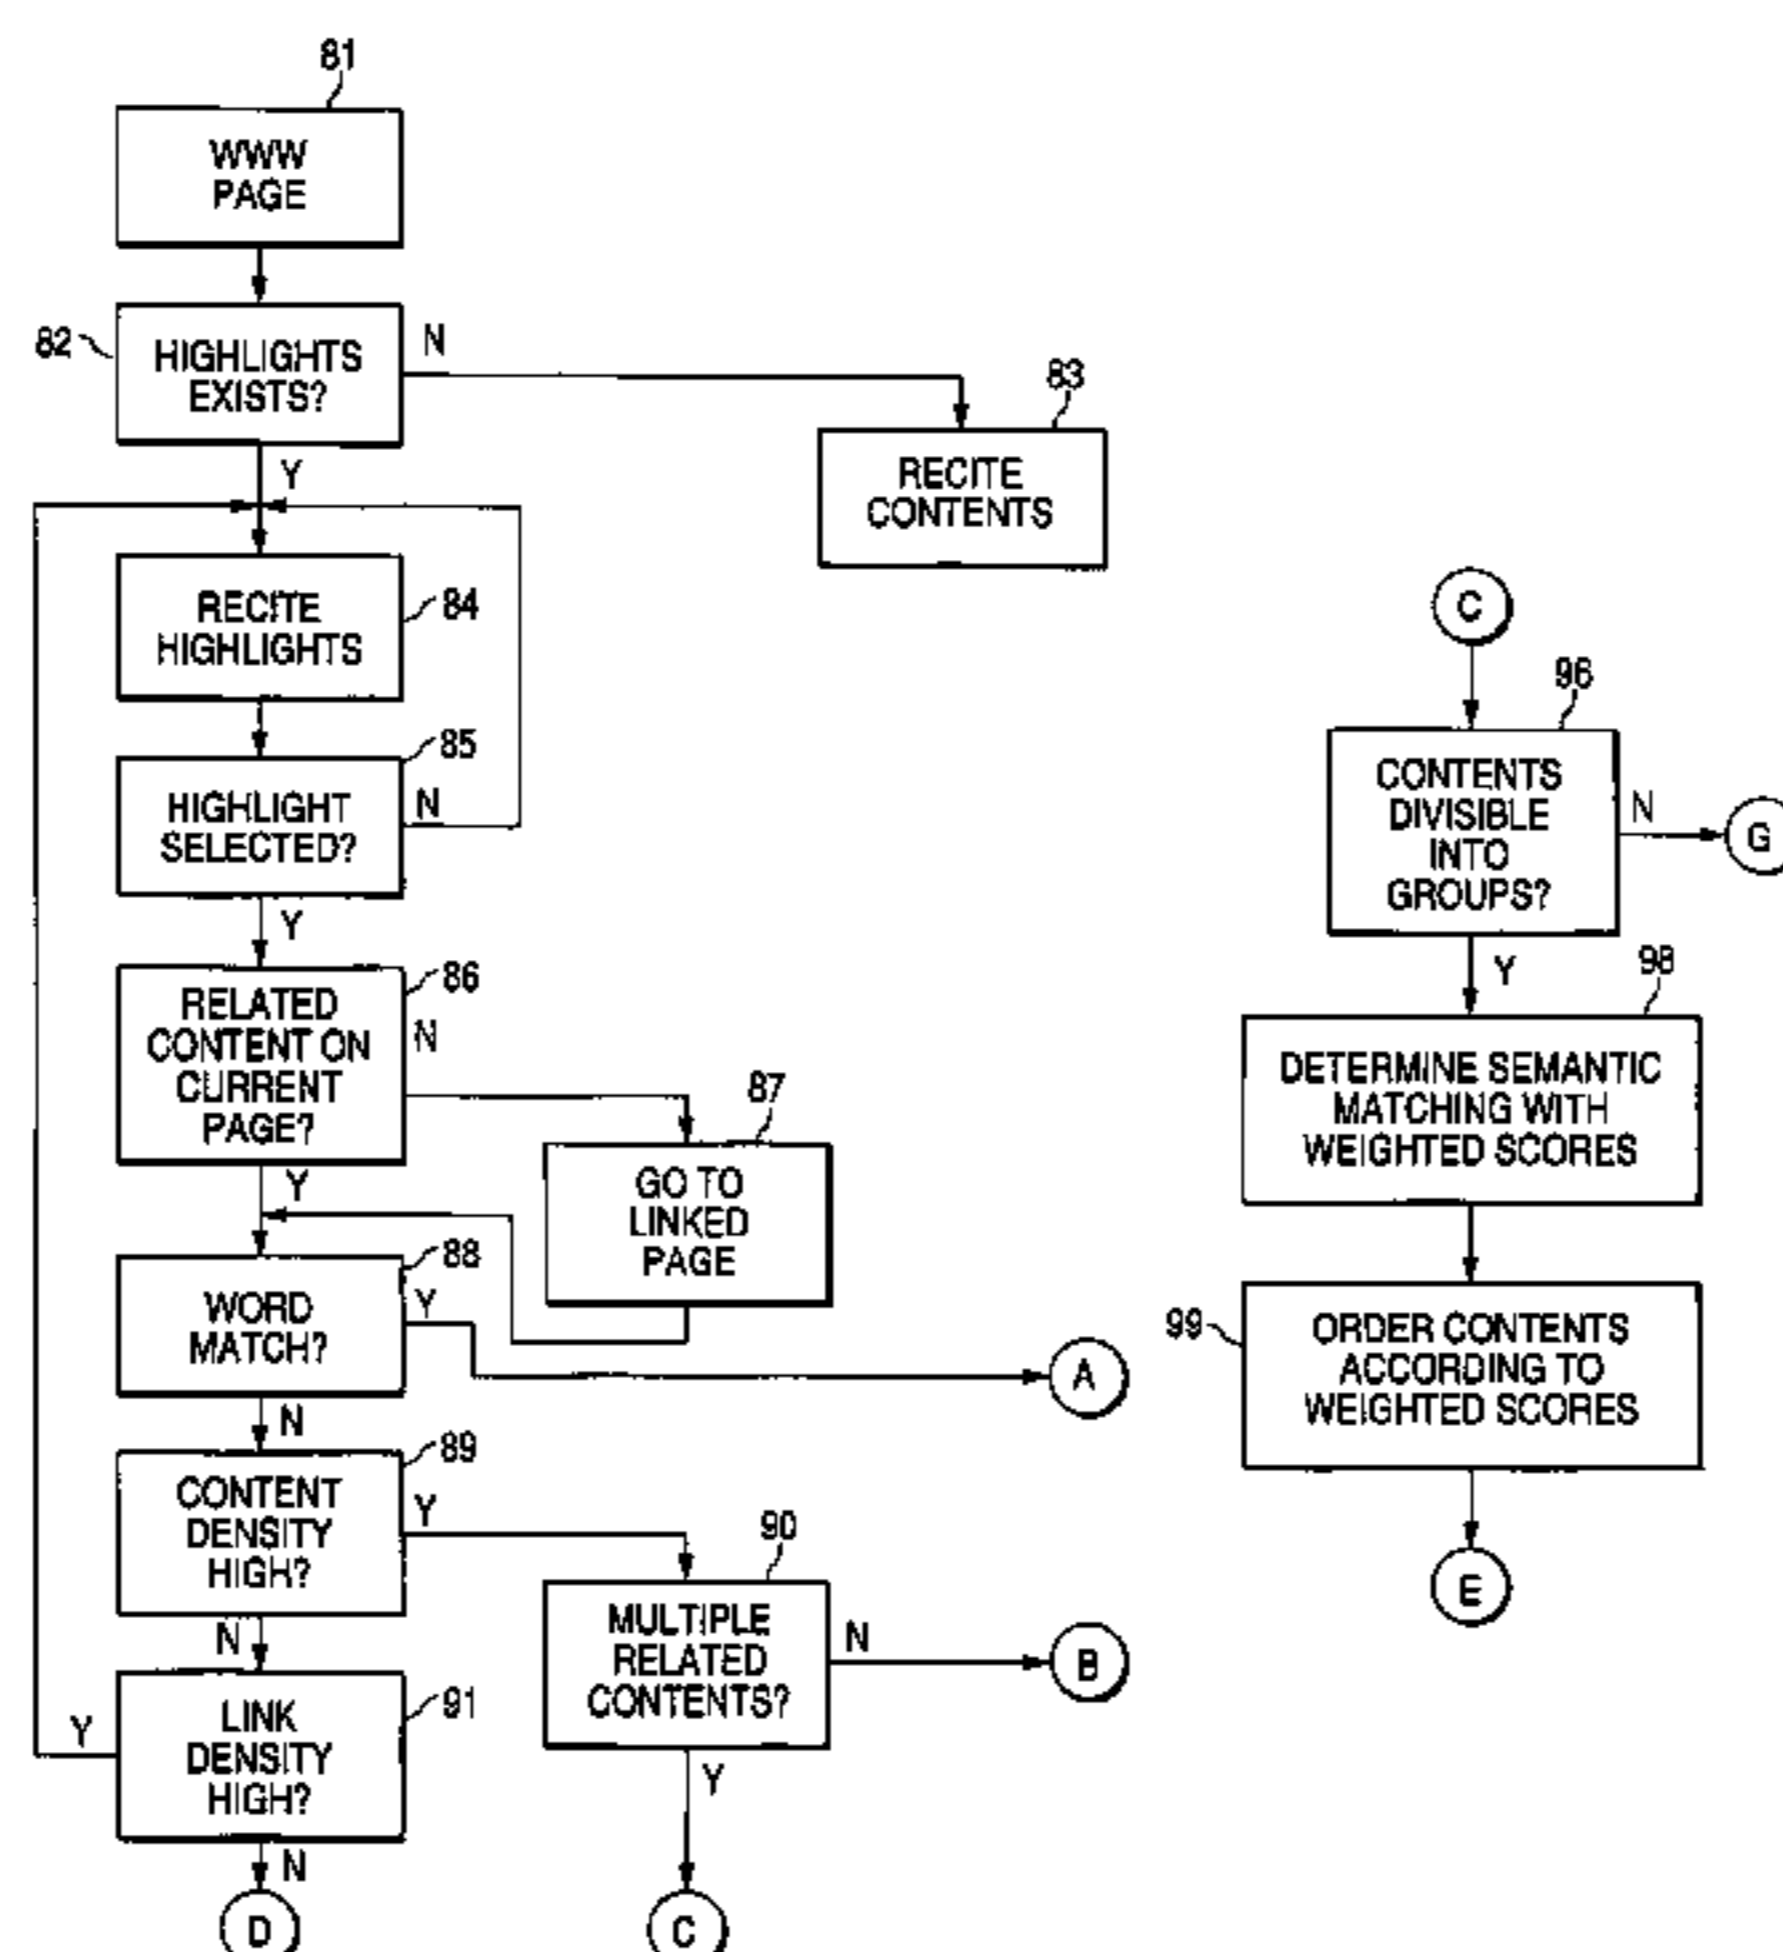 81
WWW
PAGE
82
HIGHLIGHTS
EXISTS?
N
Y
83
RECITE
CONTENTS
RECITE
HIGHLIGHTS
84
85
HIGHLIGHT
SELECTED?
N
Y
86
RELATED
CONTENT ON
CURRENT
PAGE?
N
Y
87
GO TO
LINKED
PAGE
88
WORD
MATCH?
Y
A
N
89
CONTENT
DENSITY
HIGH?
Y
N
90
MULTIPLE
RELATED
CONTENTS?
N
B
Y
C
91
LINK
DENSITY
HIGH?
Y
N
D
C
96
CONTENTS
DIVISIBLE
INTO
GROUPS?
N
G
Y
98
DETERMINE SEMANTIC
MATCHING WITH
WEIGHTED SCORES
99
ORDER CONTENTS
ACCORDING TO
WEIGHTED SCORES
E